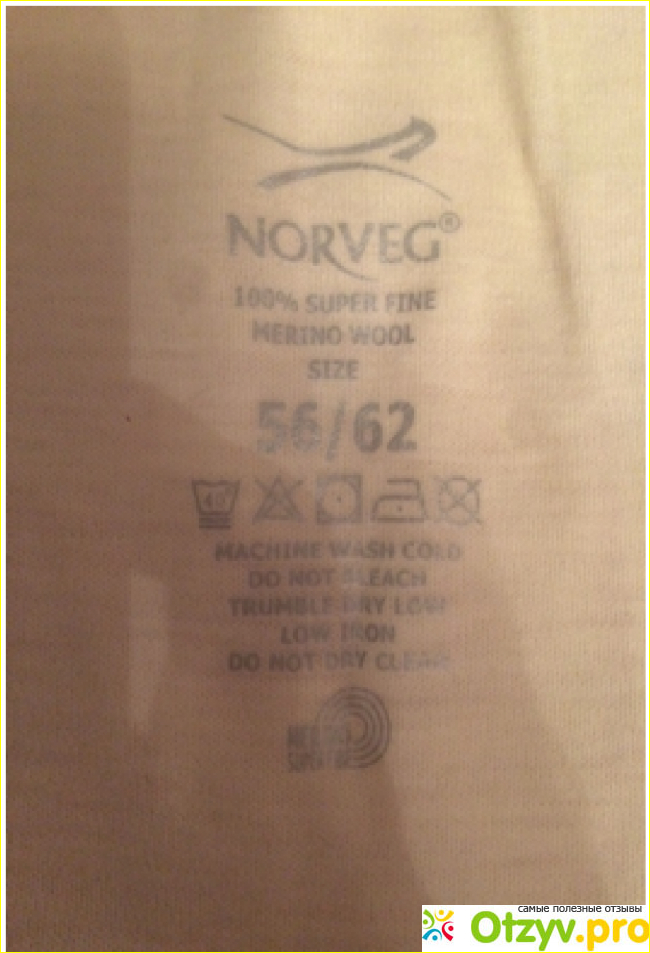 NORVEG®
100% SUPER FINE
MERINO WOOL
SIZE
56/62
40°
MACHINE WASH COLD
DO NOT BLEACH
TRUMBLE DRY LOW
LOW IRON
DO NOT DRY CLEAN
самые полезные отзывы
Otzyv.pro